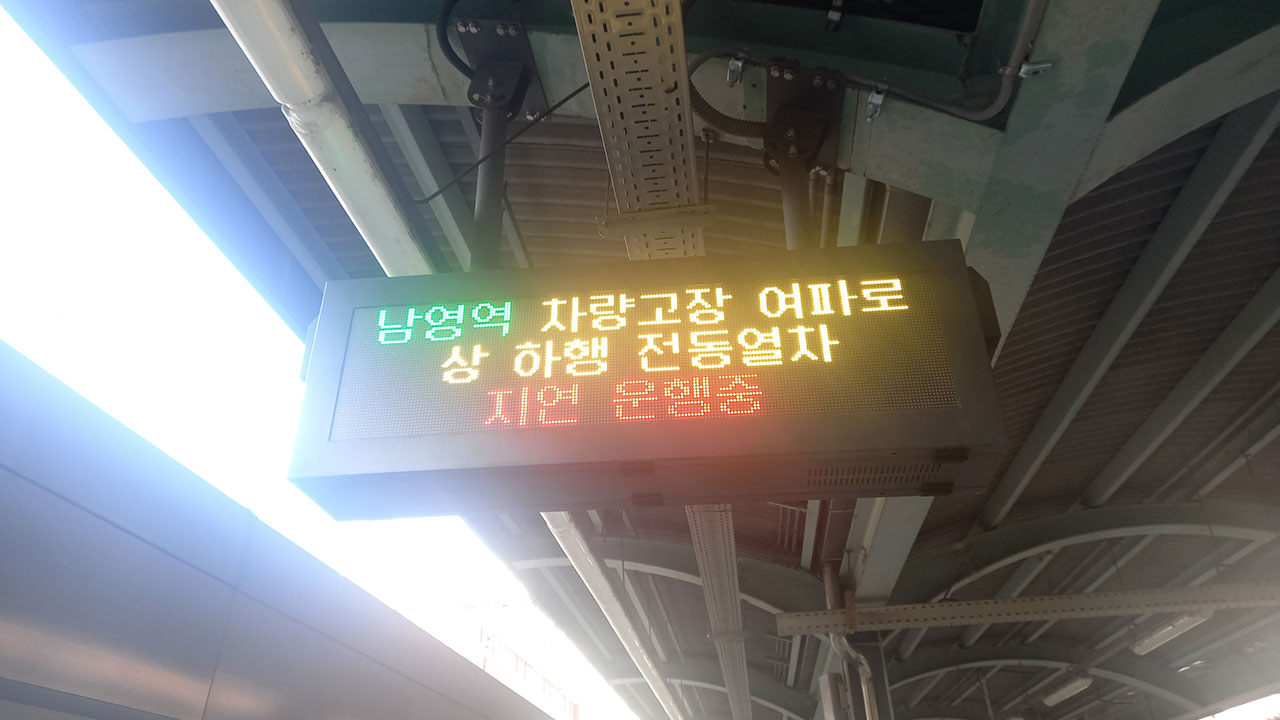 남영역 차량고장 여파로
상 하행 전동열차
지연 운행중